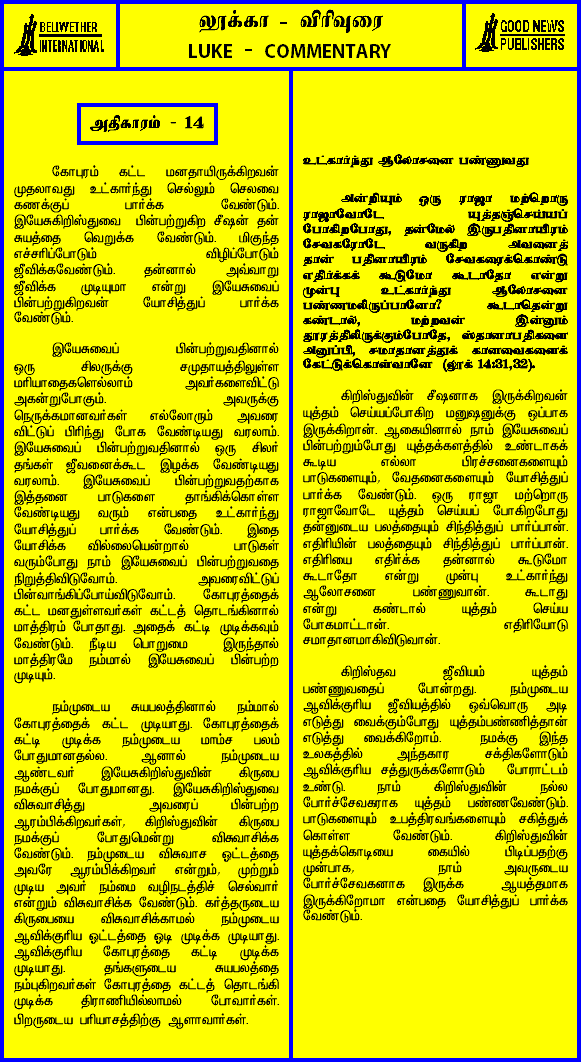 BELLWETHER
INTERNATIONAL
லூக்கா - விரிவுரை
LUKE - COMMENTARY
GOOD NEWS
PUBLISHERS
அதிகாரம் - 14
கோபுரம் கட்ட மனதாயிருக்கிறவன்
முதலாவது உட்கார்ந்து செல்லும் செலவை
கணக்குப் பார்க்க வேண்டும்.
இயேசுகிறிஸ்துவை பின்பற்றுகிற சீஷன் தன்
சுயத்தை வெறுக்க வேண்டும். மிகுந்த
எச்சரிப்போடும் விழிப்போடும்
ஜீவிக்கவேண்டும். தன்னால் அவ்வாறு
ஜீவிக்க முடியுமா என்று இயேசுவைப்
பின்பற்றுகிறவன் யோசித்துப் பார்க்க
வேண்டும்.
இயேசுவைப் பின்பற்றுவதினால்
ஒரு சிலருக்கு சமுதாயத்திலுள்ள
மரியாதைகளெல்லாம் அவர்களைவிட்டு
அகன்றுபோகும். அவருக்கு
நெருக்கமானவர்கள் எல்லோரும் அவரை
விட்டுப் பிரிந்து போக வேண்டியது வரலாம்.
இயேசுவைப் பின்பற்றுவதினால் ஒரு சிலர்
தங்கள் ஜீவனைக்கூட இழக்க வேண்டியது
வரலாம். இயேசுவைப் பின்பற்றுவதற்காக
இத்தனை பாடுகளை தாங்கிக்கொள்ள
வேண்டியது வரும் என்பதை உட்கார்ந்து
யோசித்துப் பார்க்க வேண்டும். இதை
யோசிக்க வில்லையென்றால் பாடுகள்
வரும்போது நாம் இயேசுவைப் பின்பற்றுவதை
நிறுத்திவிடுவோம். அவரைவிட்டுப்
பின்வாங்கிப்போய்விடுவோம். கோபுரத்தைக்
கட்ட மனதுள்ளவர்கள் கட்டத் தொடங்கினால்
மாத்திரம் போதாது. அதைக் கட்டி முடிக்கவும்
வேண்டும். நீடிய பொறுமை இருந்தால்
மாத்திரமே நம்மால் இயேசுவைப் பின்பற்ற
முடியும்.
நம்முடைய சுயபலத்தினால் நம்மால்
கோபுரத்தைக் கட்ட முடியாது. கோபுரத்தைக்
கட்டி முடிக்க நம்முடைய மாம்ச பலம்
போதுமானதல்ல. ஆனால் நம்முடைய
ஆண்டவர் இயேசுகிறிஸ்துவின் கிருபை
நமக்குப் போதுமானது. இயேசுகிறிஸ்துவை
விசுவாசித்து அவரைப் பின்பற்ற
ஆரம்பிக்கிறவர்கள், கிறிஸ்துவின் கிருபை
நமக்குப் போதுமென்று விசுவாசிக்க
வேண்டும். நம்முடைய விசுவாச ஓட்டத்தை
அவரே ஆரம்பிக்கிறவர் என்றும், முற்றும்
முடிய அவர் நம்மை வழிநடத்திச் செல்வார்
என்றும் விசுவாசிக்க வேண்டும். கர்த்தருடைய
கிருபையை விசுவாசிக்காமல் நம்முடைய
ஆவிக்குரிய ஓட்டத்தை ஓடி முடிக்க முடியாது.
ஆவிக்குரிய கோபுரத்தை கட்டி முடிக்க
முடியாது. தங்களுடைய சுயபலத்தை
நம்புகிறவர்கள் கோபுரத்தை கட்டத் தொடங்கி
முடிக்க திராணியில்லாமல் போவார்கள்.
பிறருடைய பரியாசத்திற்கு ஆளாவார்கள்.
உட்கார்ந்து ஆலோசனை பண்ணுவது
அன்றியும் ஒரு ராஜா மற்றொரு
ராஜாவோடே யுத்தஞ்செய்யப்
போகிறபோது, தன்மேல் இருபதினாயிரம்
சேவகரோடே வருகிற அவனைத்
தான் பதினாயிரம் சேவகரைக்கொண்டு
எதிர்க்கக் கூடுமோ கூடாதோ என்று
முன்பு உட்கார்ந்து ஆலோசனை
பண்ணாமலிருப்பானோ? கூடாதென்று
கண்டால், மற்றவன் இன்னும்
தூரத்திலிருக்கும்போதே, ஸ்தானாபதிகளை
அனுப்பி, சமாதானத்துக் கானவைகளைக்
கேட்டுக்கொள்வானே (லூக் 14:31,32).
கிறிஸ்துவின் சீஷனாக இருக்கிறவன்
யுத்தம் செய்யப்போகிற மனுஷனுக்கு ஒப்பாக
இருக்கிறான். ஆகையினால் நாம் இயேசுவைப்
பின்பற்றும்போது யுத்தக்களத்தில் உண்டாகக்
கூடிய எல்லா பிரச்சனைகளையும்
பாடுகளையும், வேதனைகளையும் யோசித்துப்
பார்க்க வேண்டும். ஒரு ராஜா மற்றொரு
ராஜாவோடே யுத்தம் செய்யப் போகிறபோது
தன்னுடைய பலத்தையும் சிந்தித்துப் பார்ப்பான்.
எதிரியின் பலத்தையும் சிந்தித்துப் பார்ப்பான்.
எதிரியை எதிர்க்க தன்னால் கூடுமோ
கூடாதோ என்று முன்பு உட்கார்ந்து
ஆலோசனை பண்ணுவான். கூடாது
என்று கண்டால் யுத்தம் செய்ய
போகமாட்டான். எதிரியோடு
சமாதானமாகிவிடுவான்.
கிறிஸ்தவ ஜீவியம் யுத்தம்
பண்ணுவதைப் போன்றது. நம்முடைய
ஆவிக்குரிய ஜீவியத்தில் ஒவ்வொரு அடி
எடுத்து வைக்கும்போது யுத்தம்பண்ணித்தான்
எடுத்து வைக்கிறோம். நமக்கு இந்த
உலகத்தில் அந்தகார சக்திகளோடும்
ஆவிக்குரிய சத்துருக்களோடும் போராட்டம்
உண்டு. நாம் கிறிஸ்துவின் நல்ல
போர்ச்சேவகராக யுத்தம் பண்ணவேண்டும்.
பாடுகளையும் உபத்திரவங்களையும் சகித்துக்
கொள்ள வேண்டும். கிறிஸ்துவின்
யுத்தக்கொடியை கையில் பிடிப்பதற்கு
முன்பாக, நாம் அவருடைய
போர்ச்சேவகனாக இருக்க ஆயத்தமாக
இருக்கிறோமா என்பதை யோசித்துப் பார்க்க
வேண்டும்.